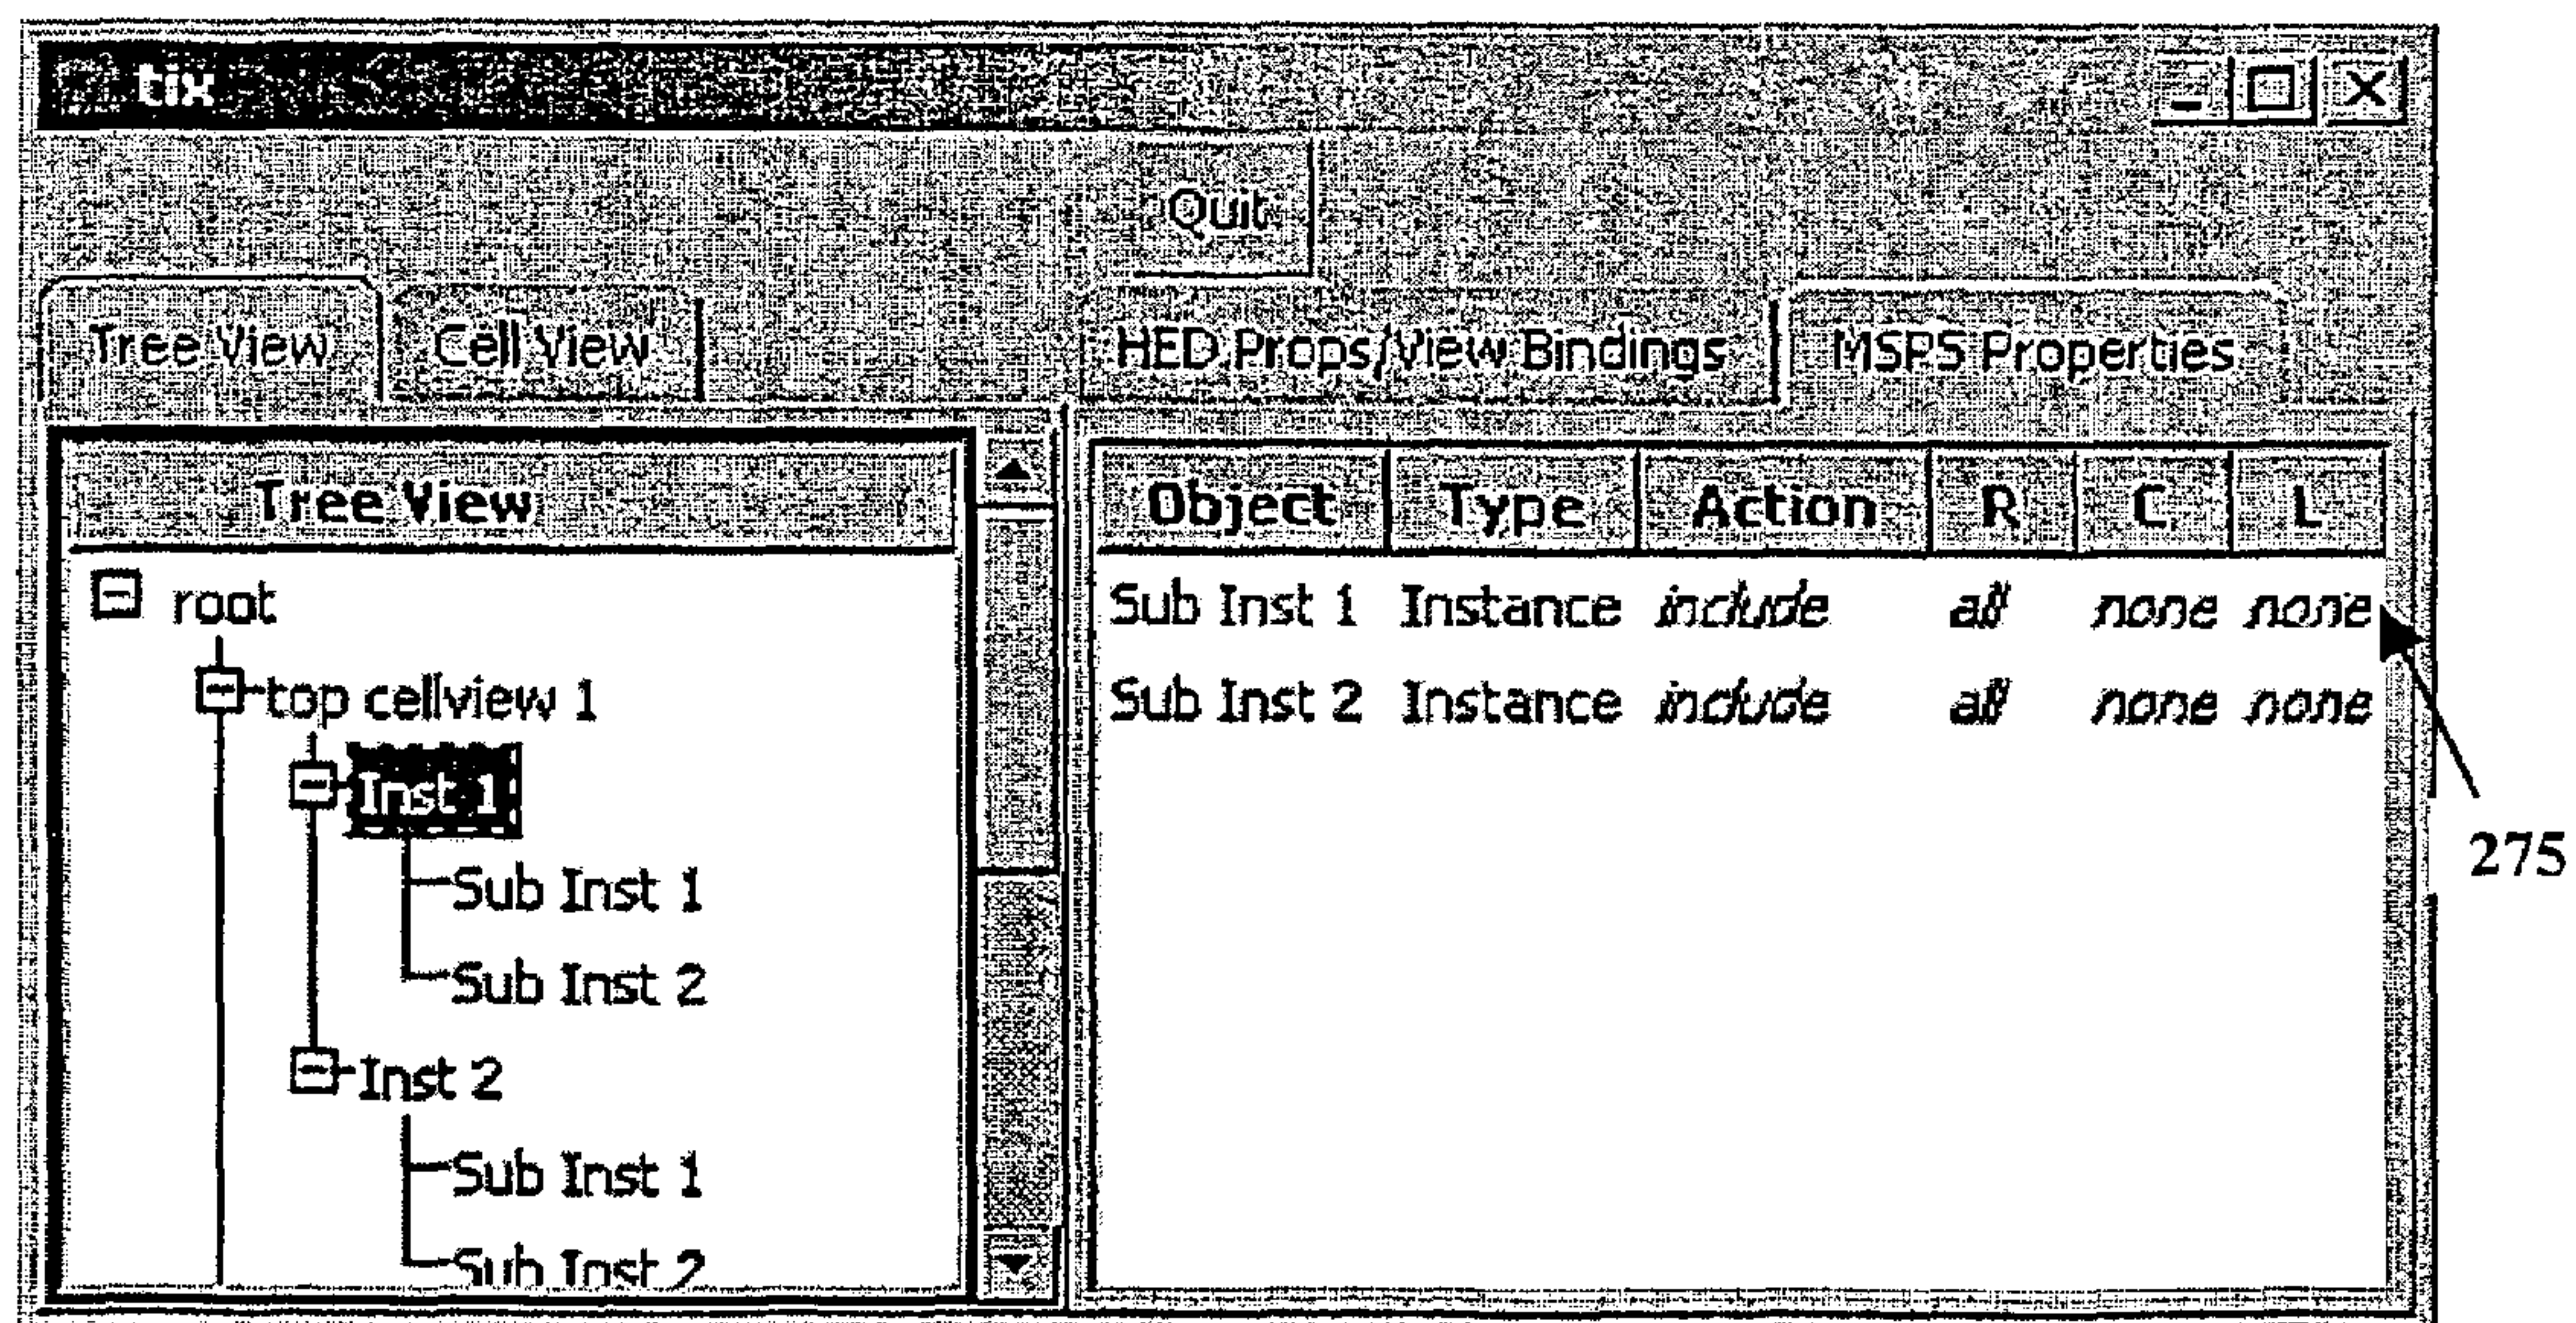 tix
Quit
Tree View Cell View HED Props/View Bindings MSPS Properties
Tree View
Object Type Action R C L
root
top cellview 1
Inst 1
Sub Inst 1
Sub Inst 2
Inst 2
Sub Inst 1
Sub Inst 2
Sub Inst 1 Instance include all none none
Sub Inst 2 Instance include all none none
275